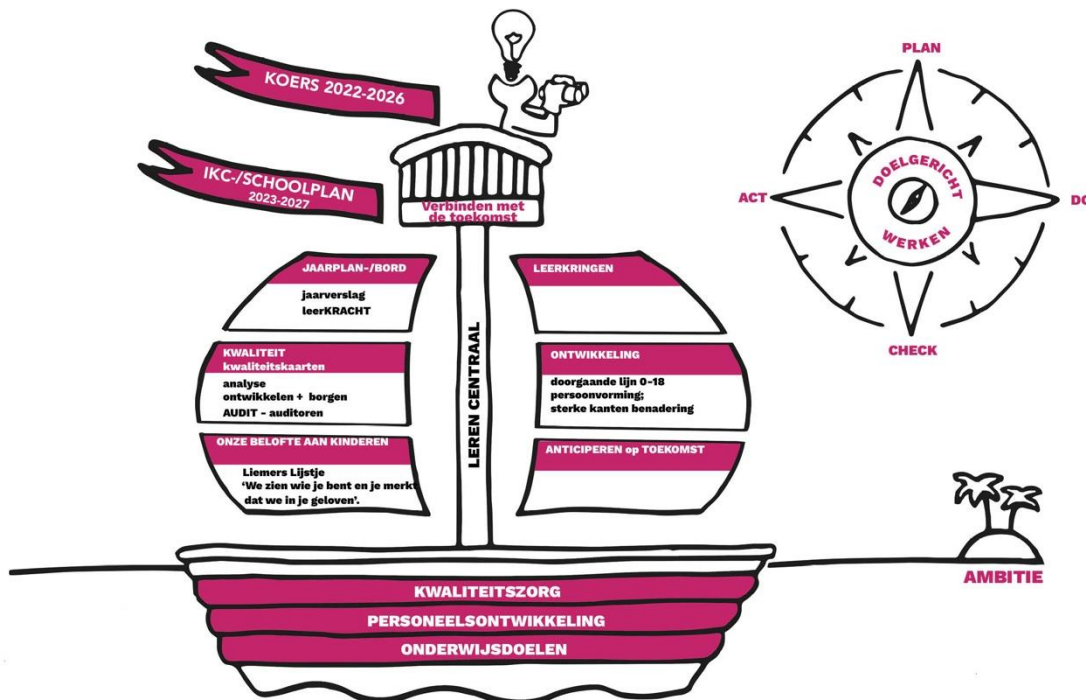 KOERS 2022-2026
IKC-/SCHOOLPLAN
2023-2027
Verbinden met
de toekomst
JAARPLAN-/BORD
jaarverslag
leerKRACHT
KWALITEIT
kwaliteitskaarten
analyse
ontwikkelen + borgen
AUDIT - auditoren
ONZE BELOFTE AAN KINDEREN
Liemers Lijstje
‘We zien wie je bent en je merkt
dat we in je geloven’.
LEREN CENTRAAL
LEERKRINGEN
ONTWIKKELING
doorgaande lijn 0-18
persoonvorming;
sterke kanten benadering
ANTICIPEREN op TOEKOMST
KWALITEITSZORG
PERSONEELSONTWIKKELING
ONDERWIJSDOELEN
PLAN
ACT
DOELGERICHT
WERKEN
DO
CHECK
AMBITIE